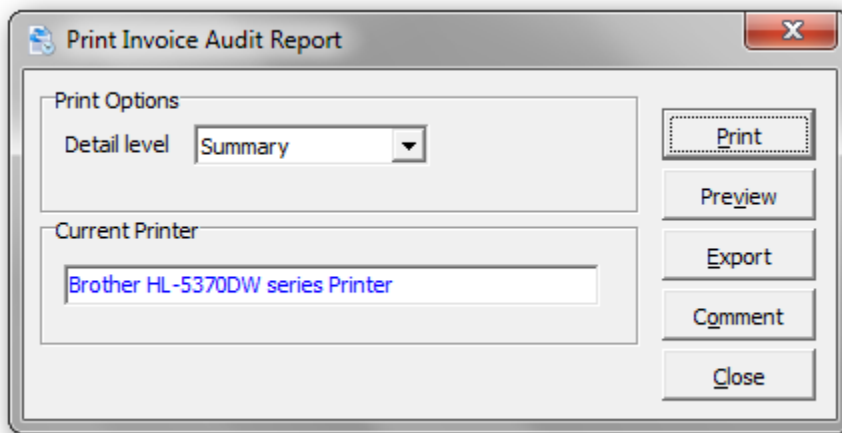 Print Invoice Audit Report
X
Print Options
Detail level Summary
Current Printer
Brother HL-5370DW series Printer
Print
Preview
Export
Comment
Close